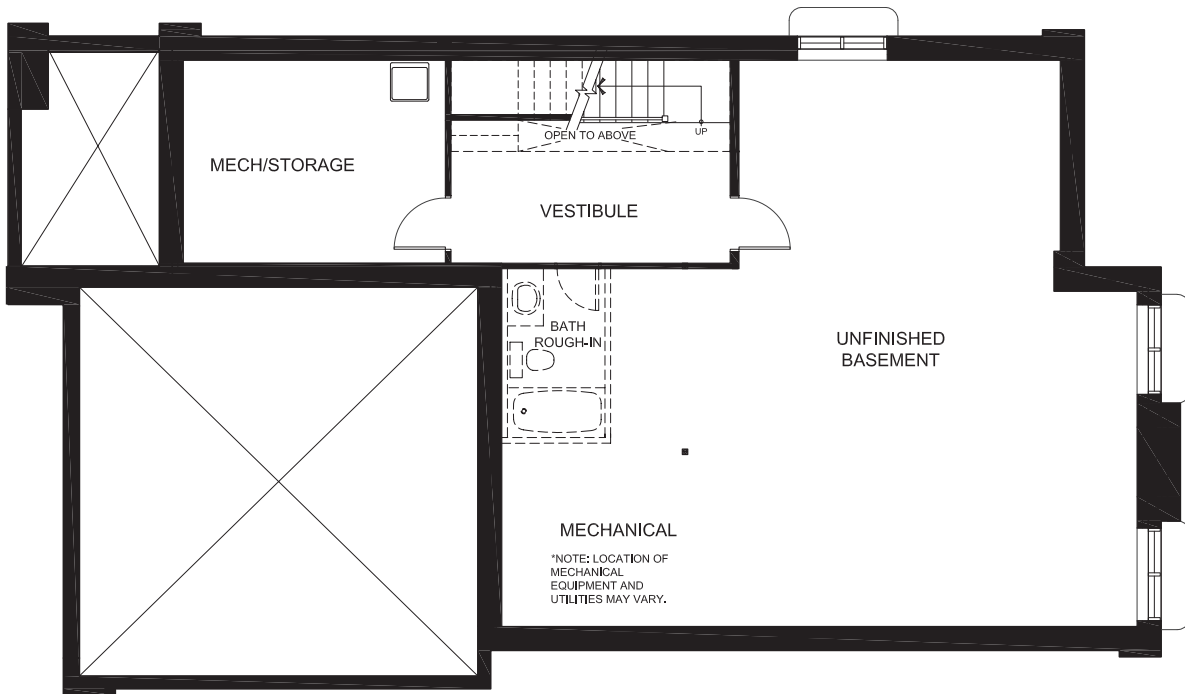 OPEN TO ABOVE
UP
MECH/STORAGE
VESTIBULE
BATH
ROUGH-IN
UNFINISHED
BASEMENT
MECHANICAL
*NOTE: LOCATION OF
MECHANICAL
EQUIPMENT AND
UTILITIES MAY VARY.